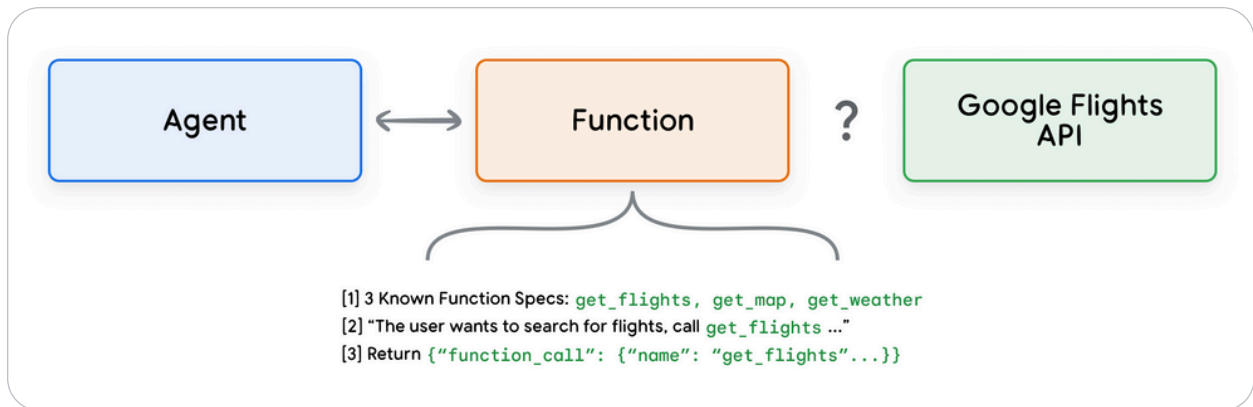 Agent
Function
?
Google Flights
API
[1] 3 Known Function Specs: get_flights, get_map, get_weather
[2] “The user wants to search for flights, call get_flights ...”
[3] Return {“function_call”: {“name”: “get_flights”...}}